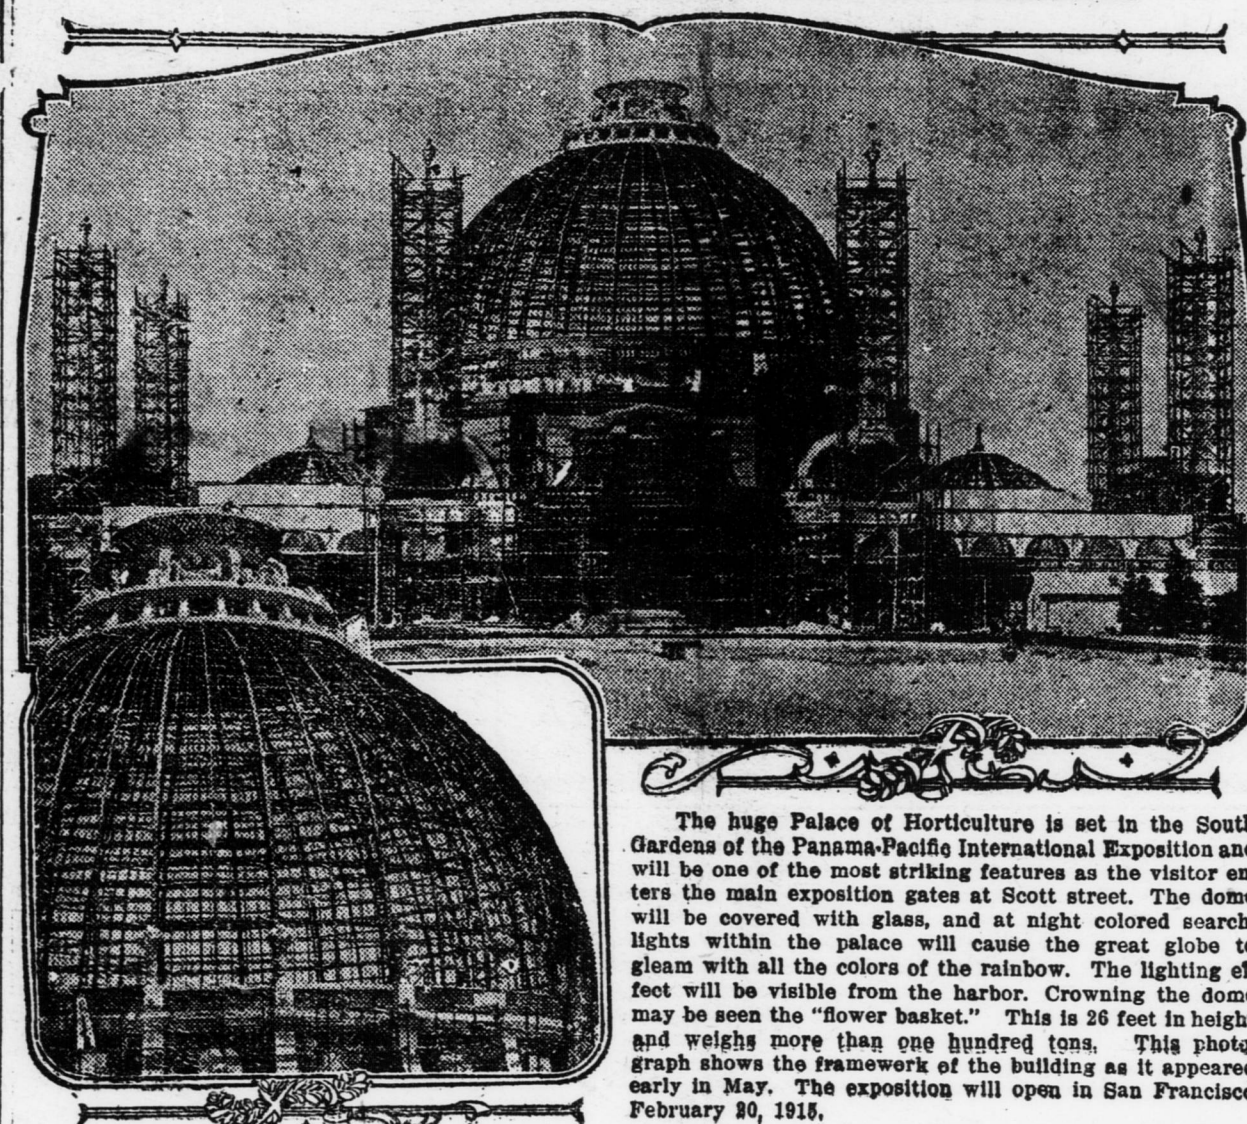 The huge Palace of Horticulture is set in the South
Gardens of the Panama-Pacific International Exposition and
will be one of the most striking features as the visitor en
ters the main exposition gates at Scott street. The dome
will be covered with glass, and at night colored search
lights within the palace will cause the great globe to
gleam with all the colors of the rainbow. The lighting ef
fect will be visible from the harbor. Crowning the dome
may be seen the "flower basket." This is 26 feet in height
and weighs more than one hundred tons. This photo
graph shows the framework of the building as it appeared
early in May. The exposition will open in San Francisco
February 20, 1915.